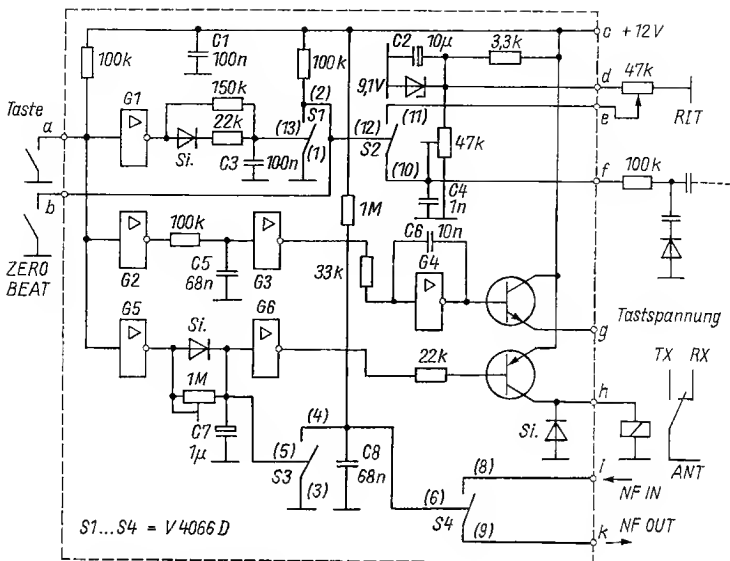 C1
100n
100k
C2
10µ
3,3k
c
+12V
100k
9,1V
d
47k
e
RIT
150k
22k
G1
Taste
a
Si.
C3
100n
(13)
S1
(2)
(1)
(12)
S2
(11)
(10)
47k
C4
1n
f
100k
b
ZERO
BEAT
G2
100k
C5
68n
G3
33k
C6
10n
G4
1M
g
Tastspannung
G5
Si.
G6
1M
C7
1µ
22k
TX
RX
h
Si.
ANT
(4)
(5)
S3
(3)
C8
68n
(6)
S4
(8)
(9)
i
NF IN
k
NF OUT
S1...S4 = V4066D